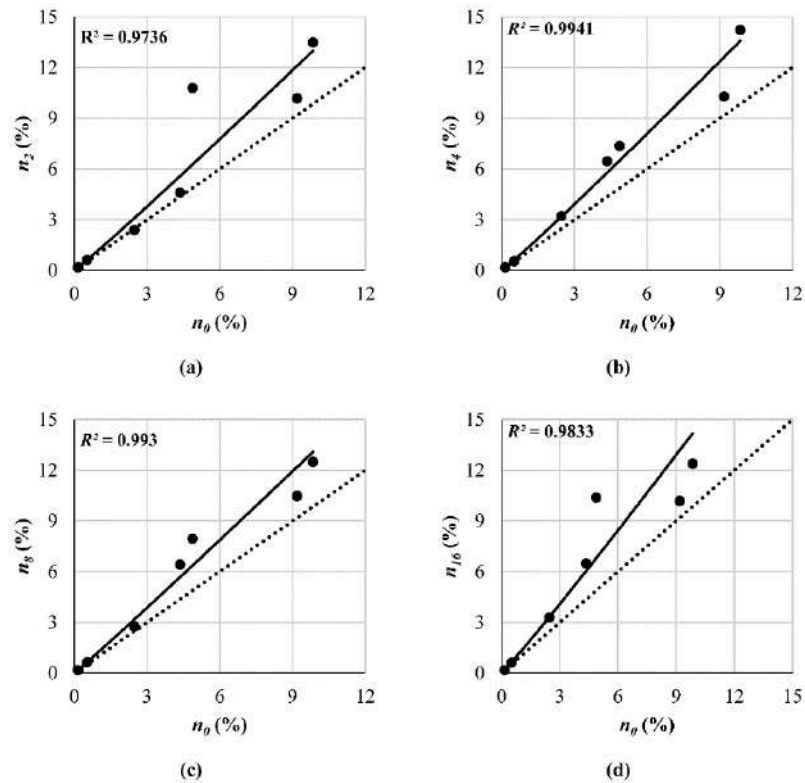 15
R² = 0.9736
12
9
n₂ (%)
6
3
0
0 3 6 9 12
n₀ (%)
(a)
15
R² = 0.9941
12
9
n₄ (%)
6
3
0
0 3 6 9 12
n₀ (%)
(b)
15
R² = 0.993
12
9
n₈ (%)
6
3
0
0 3 6 9 12
n₀ (%)
(c)
15
R² = 0.9833
12
9
n₁₆ (%)
6
3
0
0 3 6 9 12 15
n₀ (%)
(d)